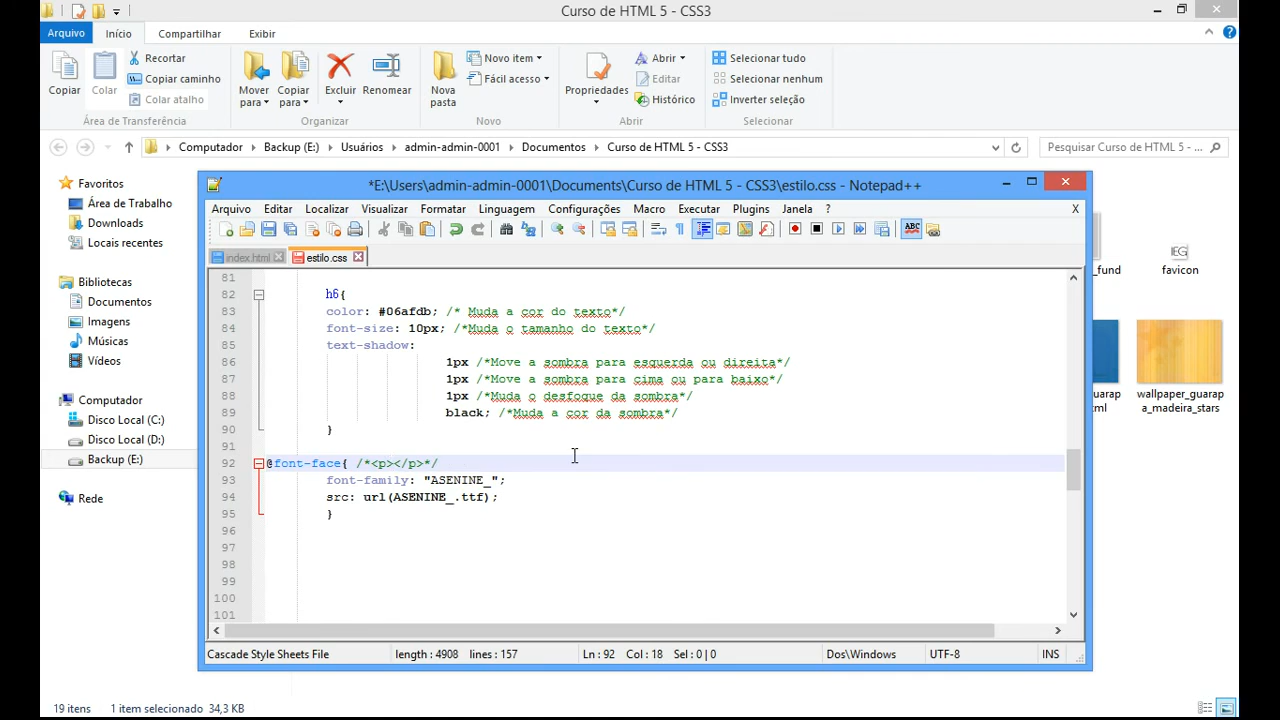 Curso de HTML 5 - CSS3
Arquivo Início Compartilhar Exibir
Copiar
Colar
Recortar
Copiar caminho
Colar atalho
Área de Transferência
Mover para
Copiar para
Excluir
Renomear
Organizar
Nova pasta
Novo item
Fácil acesso
Novo
Propriedades
Abrir
Editar
Histórico
Abrir
Selecionar tudo
Selecionar nenhum
Inverter seleção
Selecionar
Computador Backup (E:) Usuários admin-admin-0001 Documentos Curso de HTML 5 - CSS3
Pesquisar Curso de HTML 5 - ...
Favoritos
Área de Trabalho
Downloads
Locais recentes
Bibliotecas
Documentos
Imagens
Músicas
Vídeos
Computador
Disco Local (C:)
Disco Local (D:)
Backup (E:)
Rede
*E:\Users\admin-admin-0001\Documents\Curso de HTML 5 - CSS3\estilo.css - Notepad++
Arquivo Editar Localizar Visualizar Formatar Linguagem Configurações Macro Executar Plugins Janela ? X
ABC
index.html estilo.css
81
82 h6{
83 color: #06afdb; /* Muda a cor do texto*/
84 font-size: 10px; /*Muda o tamanho do texto*/
85 text-shadow:
86 1px /*Move a sombra para esquerda ou direita*/
87 1px /*Move a sombra para cima ou para baixo*/
88 1px /*Muda o desfoque da sombra*/
89 black; /*Muda a cor da sombra*/
90 }
91
92 @font-face{ /*<p></p>*/
93 font-family: "ASENINE_";
94 src: url(ASENINE_.ttf);
95 }
96
97
98
99
100
101
Cascade Style Sheets File length : 4908 lines : 157 Ln : 92 Col : 18 Sel : 0 | 0 Dos\Windows UTF-8 INS
_fund
favicon
guarap
wallpaper_guarap
a_madeira_stars
19 itens 1 item selecionado 34,3 KB